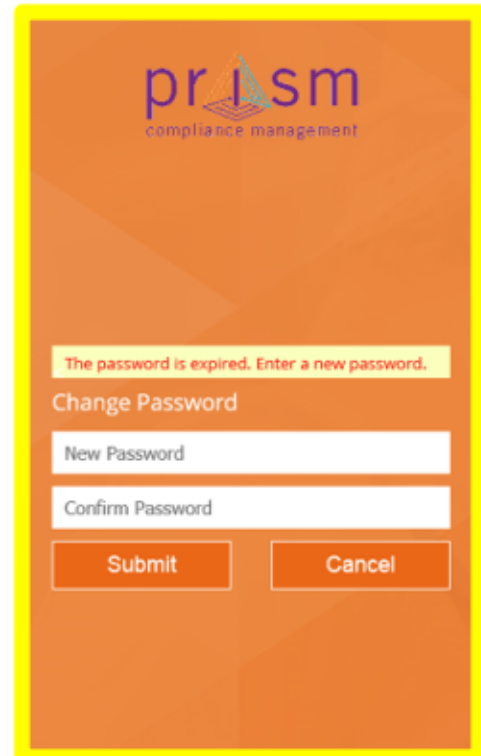 prism
compliance management
The password is expired. Enter a new password.
Change Password
New Password
Confirm Password
Submit
Cancel